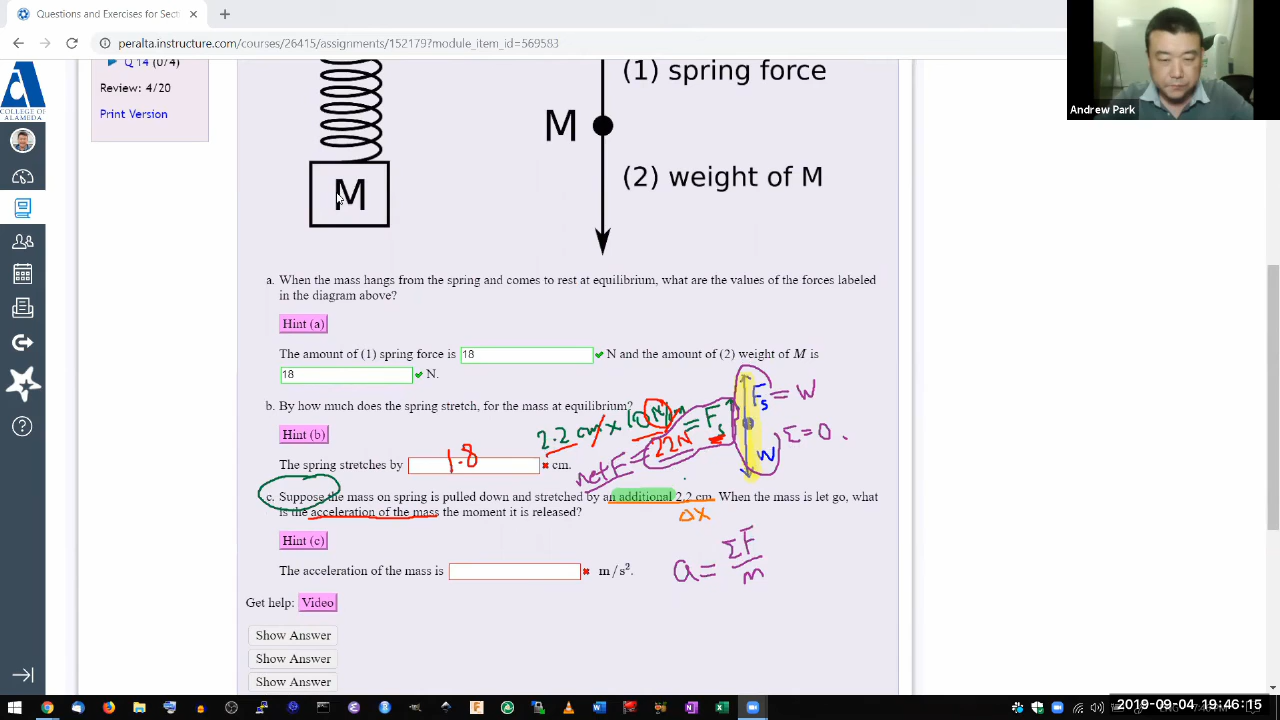 Questions and Exercises for Secti
peralta.instructure.com/courses/26415/assignments/152179?module_item_id=569583
Andrew Park
Q 14 (0/4)
Review: 4/20
Print Version
COLLEGE OF
ALAMEDA
(1) spring force
M
M
(2) weight of M
a. When the mass hangs from the spring and comes to rest at equilibrium, what are the values of the forces labeled
in the diagram above?
Hint (a)
The amount of (1) spring force is 18 N and the amount of (2) weight of M is
18 N.
b. By how much does the spring stretch, for the mass at equilibrium?
Hint (b)
2.2 cm × 10 N/cm = Fs
22N
net F =
Fs = W
W
Σ=0.
The spring stretches by 1.8 cm.
c. Suppose the mass on spring is pulled down and stretched by an additional 2.2 cm. When the mass is let go, what
is the acceleration of the mass the moment it is released?
Δx
Hint (c)
The acceleration of the mass is m/s².
a = ΣF/m
Get help: Video
Show Answer
Show Answer
Show Answer
2019-09-04 19:46:15